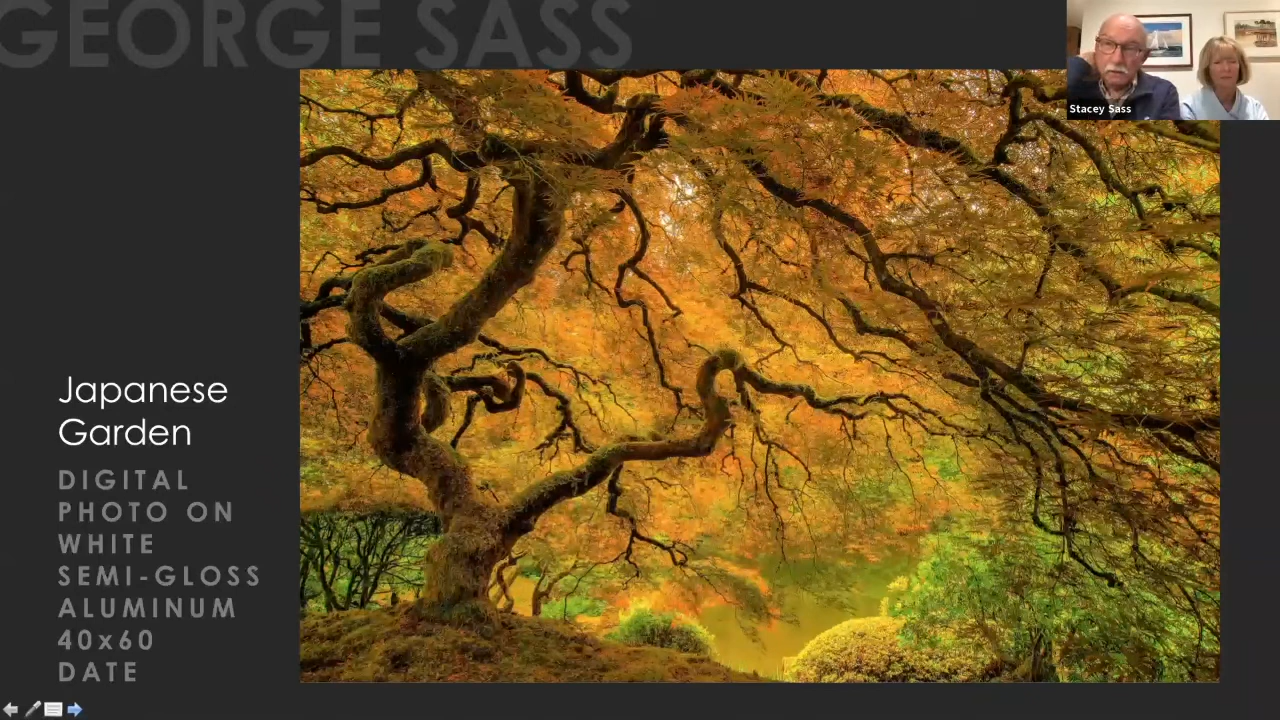 GEORGE SASS
Stacey Sass
Japanese
Garden
DIGITAL
PHOTO ON
WHITE
SEMI-GLOSS
ALUMINUM
40x60
DATE